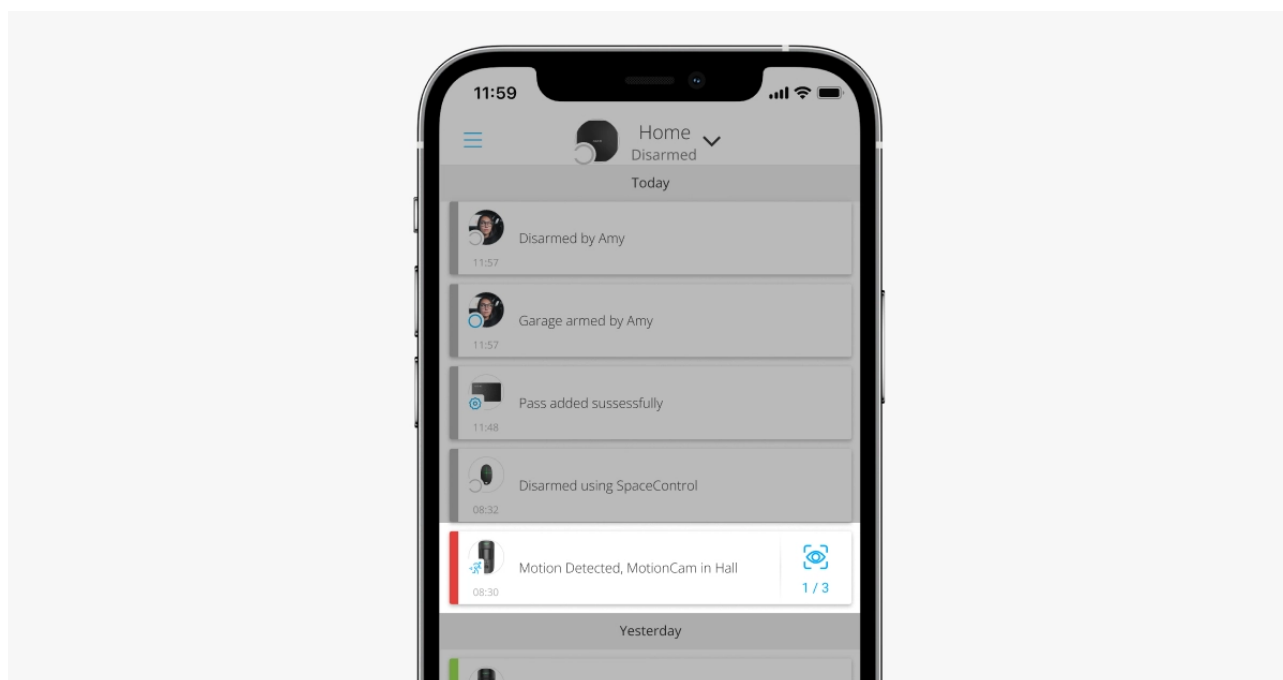 11:59
Home
Disarmed
Today
Disarmed by Amy
11:57
Garage armed by Amy
11:57
Pass added sussessfully
11:48
Disarmed using SpaceControl
08:32
Motion Detected, MotionCam in Hall
1 / 3
08:30
Yesterday